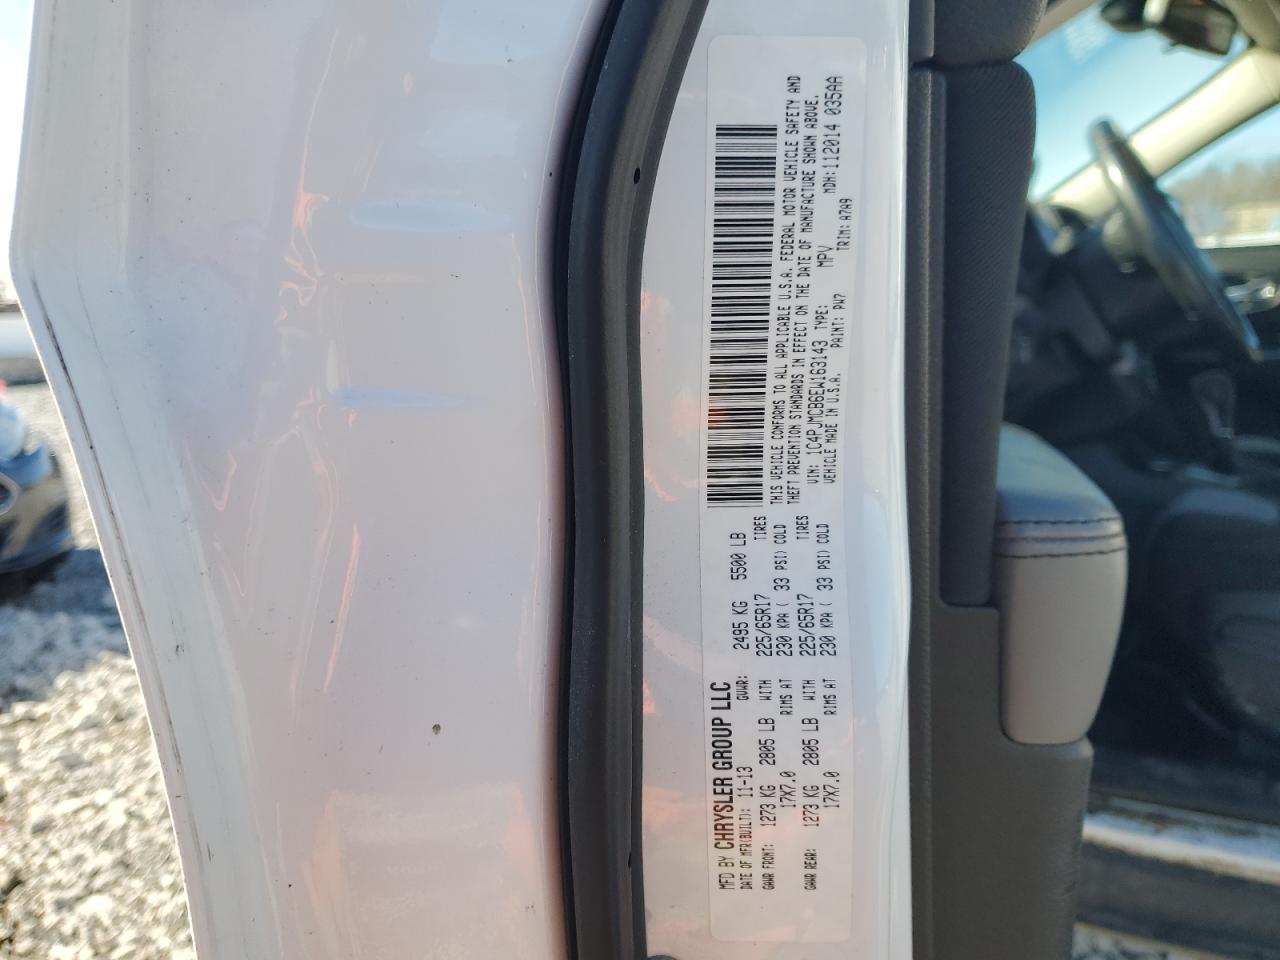 MFD BY CHRYSLER GROUP LLC
DATE OF MFR(BUILT): 11-13 GVWR: 2495 KG 5500 LB
GAWR FRONT: 1273 KG 2805 LB WITH 225/65R17 TIRES
17X7.0 RIMS AT 230 KPA ( 33 PSI) COLD
GAWR REAR: 1273 KG 2805 LB WITH 225/65R17 TIRES
17X7.0 RIMS AT 230 KPA ( 33 PSI) COLD
THIS VEHICLE CONFORMS TO ALL APPLICABLE U.S.A. FEDERAL MOTOR VEHICLE SAFETY AND
THEFT PREVENTION STANDARDS IN EFFECT ON THE DATE OF MANUFACTURE SHOWN ABOVE.
VIN: 1C4PJMCB6EW163143 TYPE: MPV MDH:112014 035AA
VEHICLE MADE IN U.S.A. PAINT: PW7 TRIM: A7A9